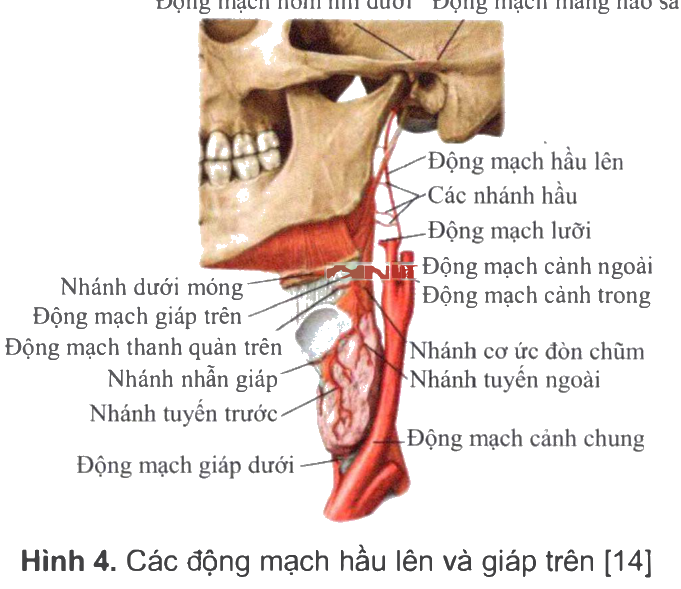 Động mạch hầu lên
Các nhánh hầu
Động mạch lưỡi
Động mạch cảnh ngoài
Động mạch cảnh trong
Nhánh dưới móng
Động mạch giáp trên
Động mạch thanh quản trên
Nhánh nhẫn giáp
Nhánh tuyến trước
Động mạch giáp dưới
Nhánh cơ ức đòn chũm
Nhánh tuyến ngoài
Động mạch cảnh chung
Hình 4. Các động mạch hầu lên và giáp trên [14]